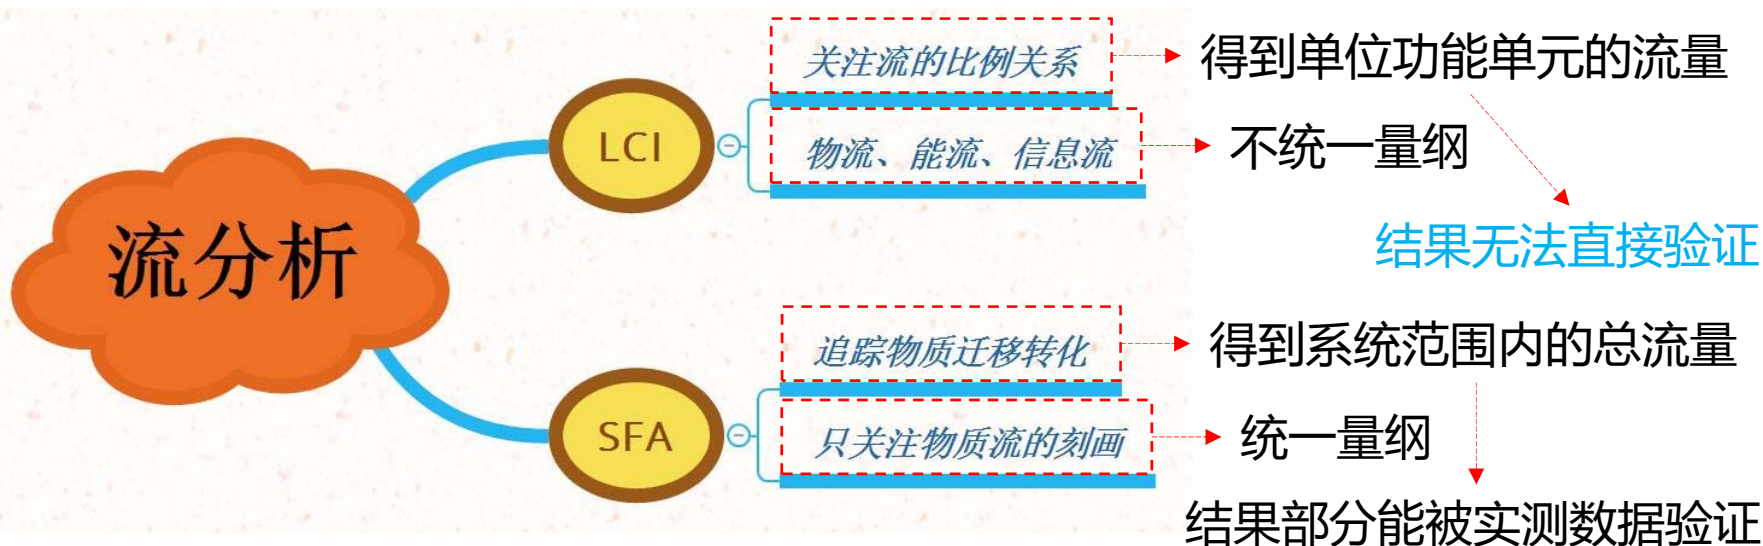 流分析
LCI
关注流的比例关系
得到单位功能单元的流量
物流、能流、信息流
不统一量纲
结果无法直接验证
SFA
追踪物质迁移转化
得到系统范围内的总流量
只关注物质流的刻画
统一量纲
结果部分能被实测数据验证